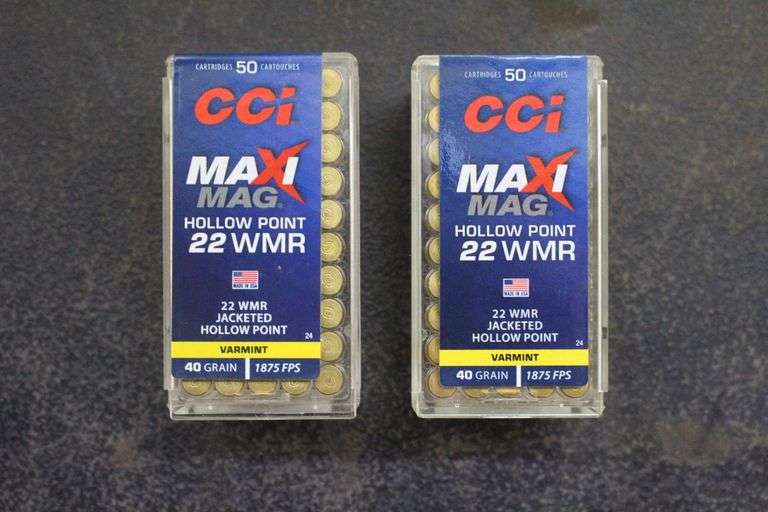 CARTRIDGES 50 CARTOUCHES
CCI
MAXI
MAG
HOLLOW POINT
22 WMR
MADE IN USA
22 WMR
JACKETED
HOLLOW POINT
24
VARMINT
40 GRAIN 1875 FPS
CARTRIDGES 50 CARTOUCHES
CCI
MAXI
MAG
HOLLOW POINT
22 WMR
MADE IN USA
22 WMR
JACKETED
HOLLOW POINT
24
VARMINT
40 GRAIN 1875 FPS